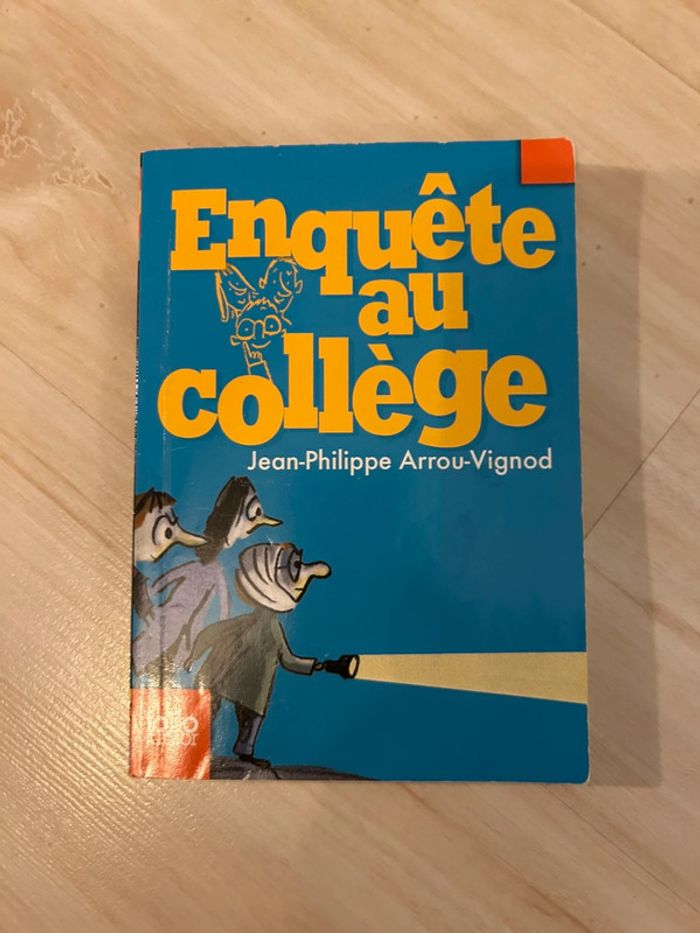 Enquête
au
collège
Jean-Philippe Arrou-Vignod